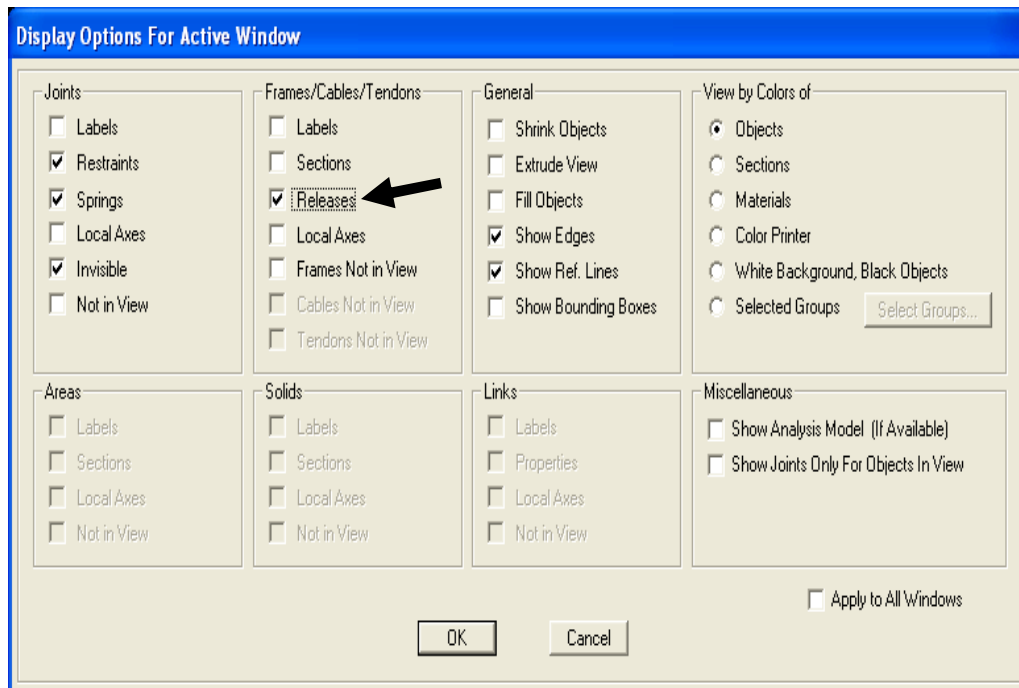 Display Options For Active Window
Joints
Labels
Restraints
Springs
Local Axes
Invisible
Not in View
Frames/Cables/Tendons
Labels
Sections
Releases
Local Axes
Frames Not in View
Cables Not in View
Tendons Not in View
General
Shrink Objects
Extrude View
Fill Objects
Show Edges
Show Ref. Lines
Show Bounding Boxes
View by Colors of
Objects
Sections
Materials
Color Printer
White Background, Black Objects
Selected Groups
Select Groups...
Areas
Labels
Sections
Local Axes
Not in View
Solids
Labels
Sections
Local Axes
Not in View
Links
Labels
Properties
Local Axes
Not in View
Miscellaneous
Show Analysis Model (If Available)
Show Joints Only For Objects In View
Apply to All Windows
OK
Cancel